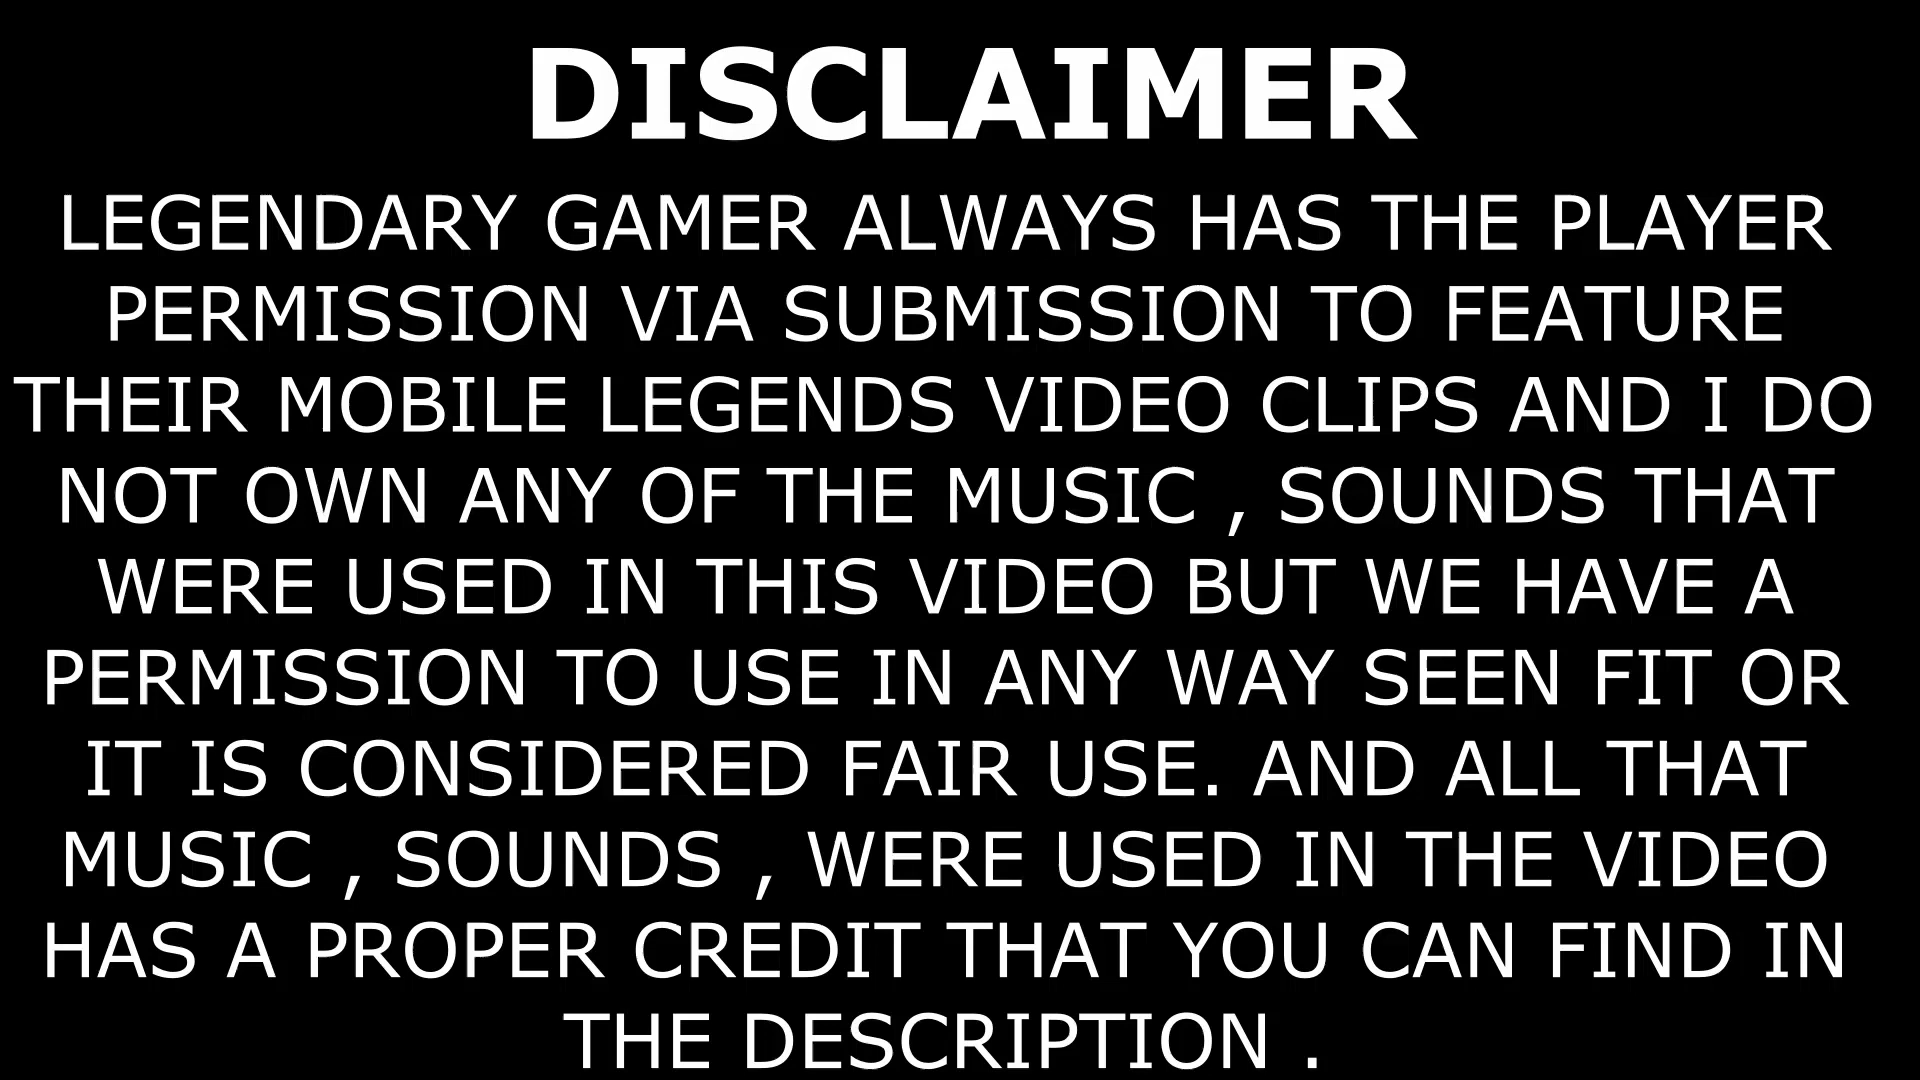 DISCLAIMER
LEGENDARY GAMER ALWAYS HAS THE PLAYER
PERMISSION VIA SUBMISSION TO FEATURE
THEIR MOBILE LEGENDS VIDEO CLIPS AND I DO
NOT OWN ANY OF THE MUSIC , SOUNDS THAT
WERE USED IN THIS VIDEO BUT WE HAVE A
PERMISSION TO USE IN ANY WAY SEEN FIT OR
IT IS CONSIDERED FAIR USE. AND ALL THAT
MUSIC , SOUNDS , WERE USED IN THE VIDEO
HAS A PROPER CREDIT THAT YOU CAN FIND IN
THE DESCRIPTION .